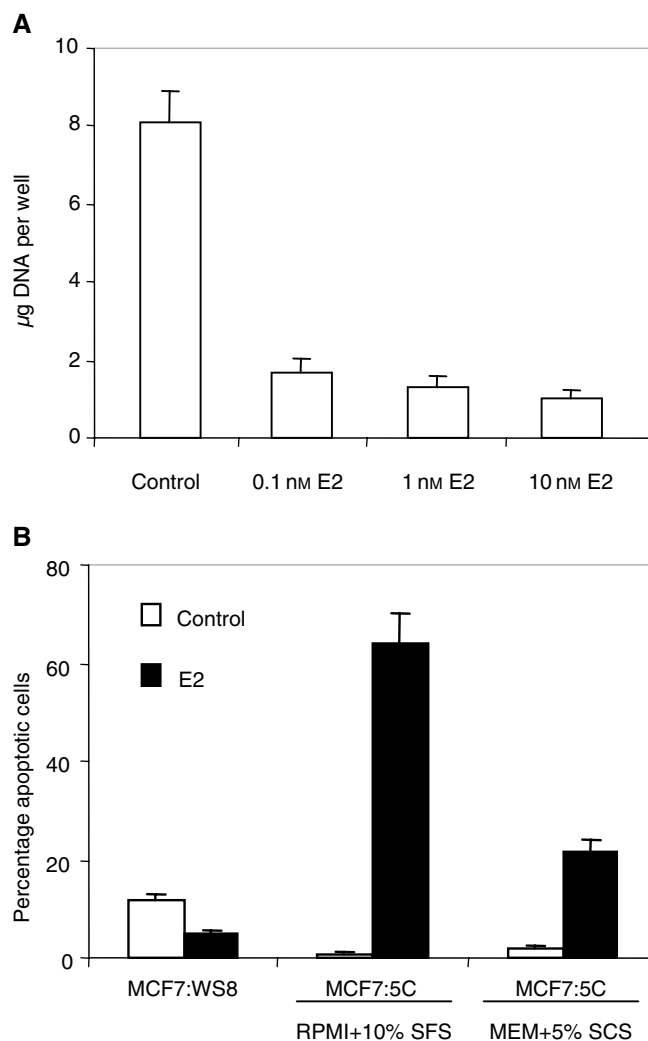 A
10
8
6
4
2
0
µg DNA per well
Control 0.1 nM E2 1 nM E2 10 nM E2
B
80
60
40
20
0
Percentage apoptotic cells
Control
E2
MCF7:WS8 MCF7:5C MCF7:5C
RPMI+10% SFS MEM+5% SCS